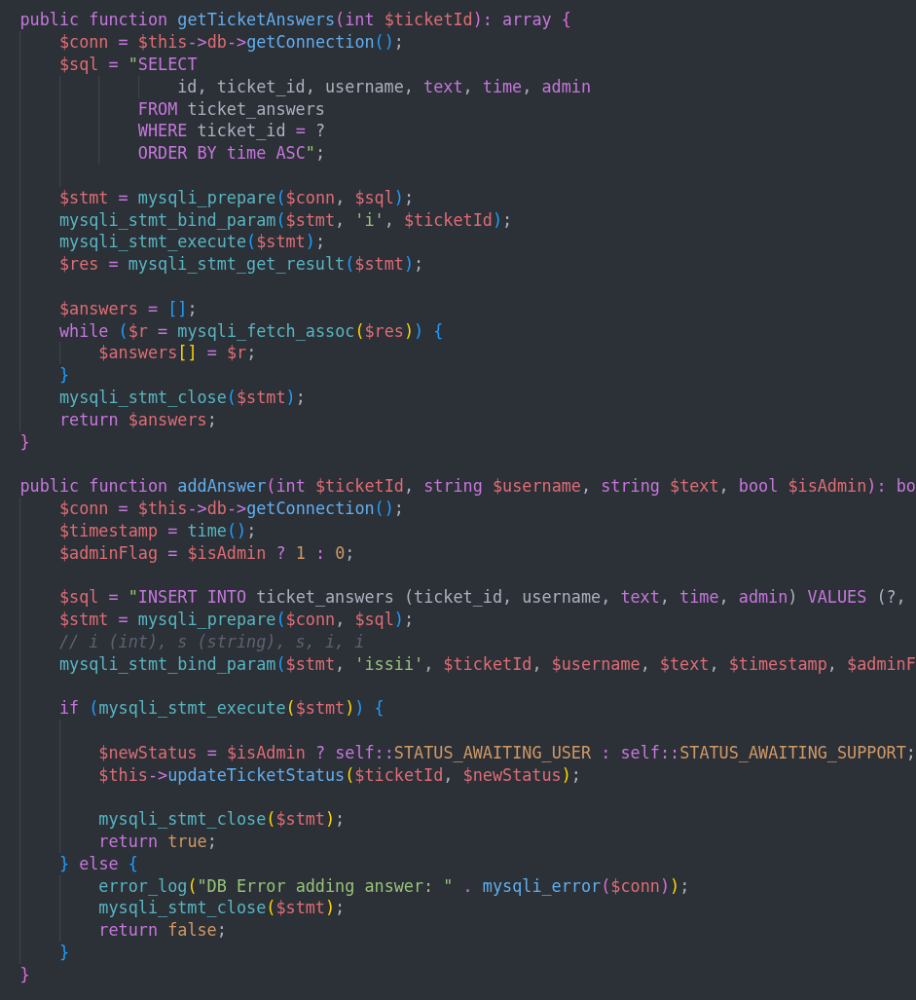 public function getTicketAnswers(int $ticketId): array {
    $conn = $this->db->getConnection();
    $sql = "SELECT
                id, ticket_id, username, text, time, admin
            FROM ticket_answers
            WHERE ticket_id = ?
            ORDER BY time ASC";
    $stmt = mysqli_prepare($conn, $sql);
    mysqli_stmt_bind_param($stmt, 'i', $ticketId);
    mysqli_stmt_execute($stmt);
    $res = mysqli_stmt_get_result($stmt);
    $answers = [];
    while ($r = mysqli_fetch_assoc($res)) {
        $answers[] = $r;
    }
    mysqli_stmt_close($stmt);
    return $answers;
}
public function addAnswer(int $ticketId, string $username, string $text, bool $isAdmin): bo
    $conn = $this->db->getConnection();
    $timestamp = time();
    $adminFlag = $isAdmin ? 1 : 0;
    $sql = "INSERT INTO ticket_answers (ticket_id, username, text, time, admin) VALUES (?,
    $stmt = mysqli_prepare($conn, $sql);
    // i (int), s (string), s, i, i
    mysqli_stmt_bind_param($stmt, 'issii', $ticketId, $username, $text, $timestamp, $adminF
    if (mysqli_stmt_execute($stmt)) {
        $newStatus = $isAdmin ? self::STATUS_AWAITING_USER : self::STATUS_AWAITING_SUPPORT;
        $this->updateTicketStatus($ticketId, $newStatus);
        mysqli_stmt_close($stmt);
        return true;
    } else {
        error_log("DB Error adding answer: " . mysqli_error($conn));
        mysqli_stmt_close($stmt);
        return false;
    }
}